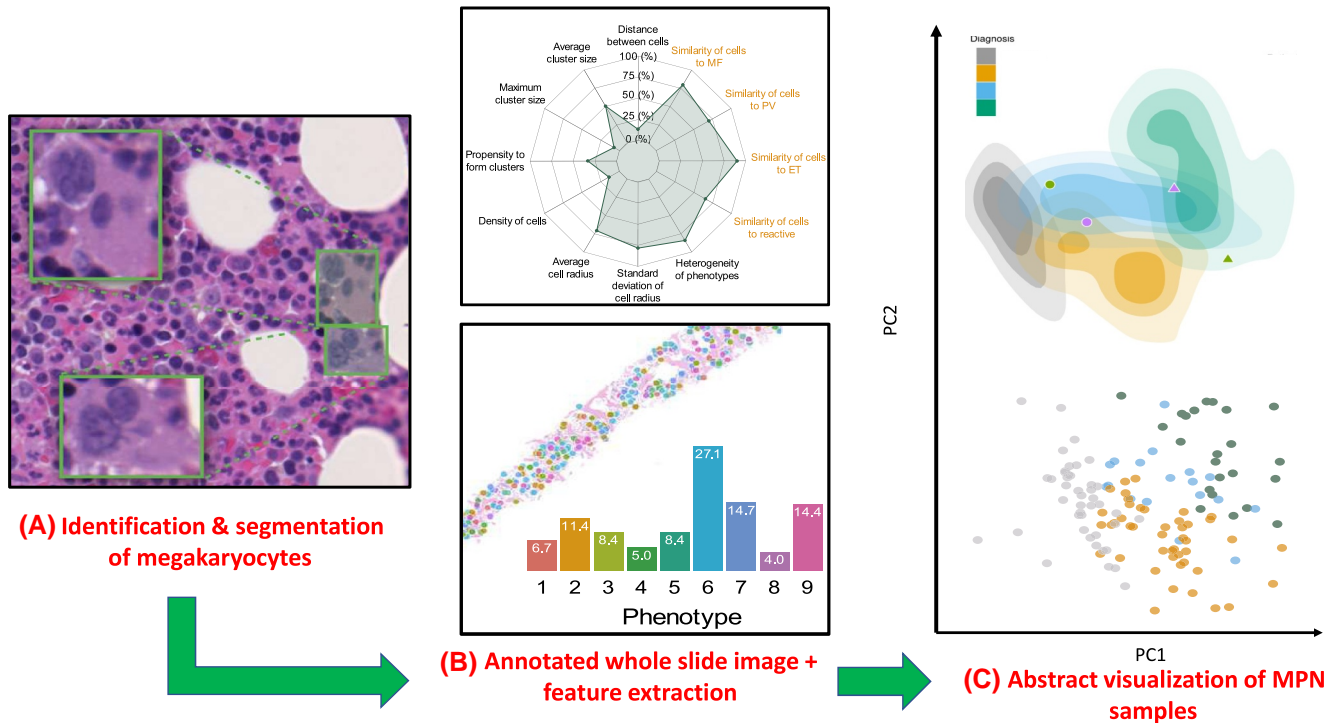 Distance
between cells
Average
cluster size
Similarity of cells
to MF
100 (%)
75 (%)
50 (%)
25 (%)
0 (%)
Maximum
cluster size
Similarity of cells
to PV
Propensity to
form clusters
Similarity of cells
to ET
Density of cells
Similarity of cells
to reactive
Average
cell radius
Standard
deviation of
cell radius
Heterogeneity
of phenotypes
(A) Identification & segmentation
of megakaryocytes
6.7
11.4
8.4
5.0
8.4
27.1
14.7
4.0
14.4
1 2 3 4 5 6 7 8 9
Phenotype
(B) Annotated whole slide image +
feature extraction
Diagnosis
PC2
PC1
(C) Abstract visualization of MPN
samples